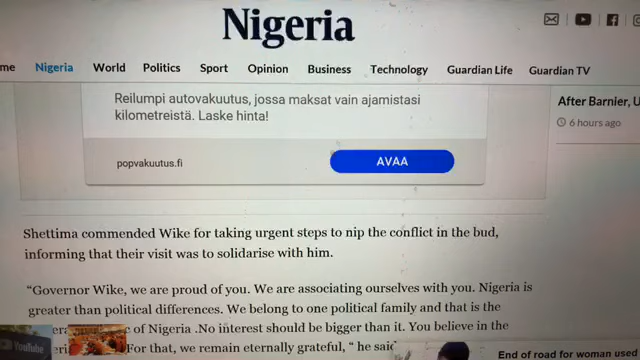 Nigeria
me Nigeria World Politics Sport Opinion Business Technology Guardian Life Guardian TV
Reilumpi autovakuutus, jossa maksat vain ajamistasi
kilometreistä. Laske hinta!
popvakuutus.fi
AVAA
After Barnier, U
6 hours ago
Shettima commended Wike for taking urgent steps to nip the conflict in the bud,
informing that their visit was to solidarise with him.
“Governor Wike, we are proud of you. We are associating ourselves with you. Nigeria is
greater than political differences. We belong to one political family and that is the
c of Nigeria .No interest should be bigger than it. You believe in the
For that, we remain eternally grateful, “ he said
YouTube
End of road for woman used